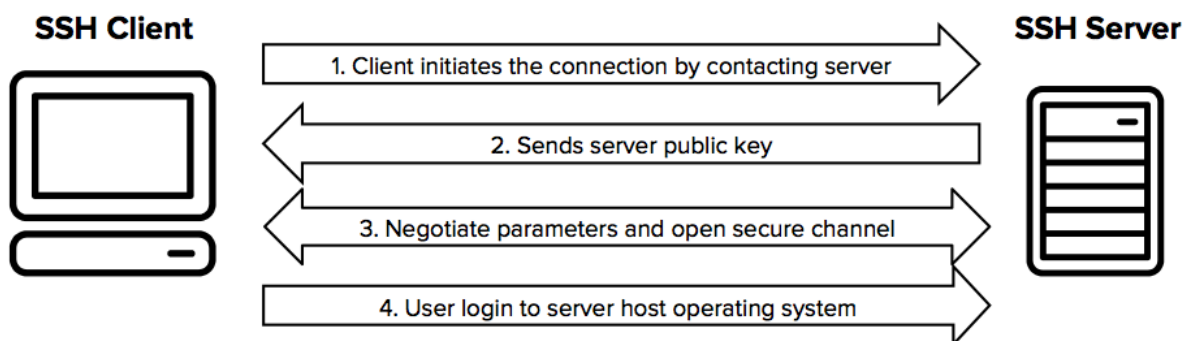 SSH Client
SSH Server
1. Client initiates the connection by contacting server
2. Sends server public key
3. Negotiate parameters and open secure channel
4. User login to server host operating system